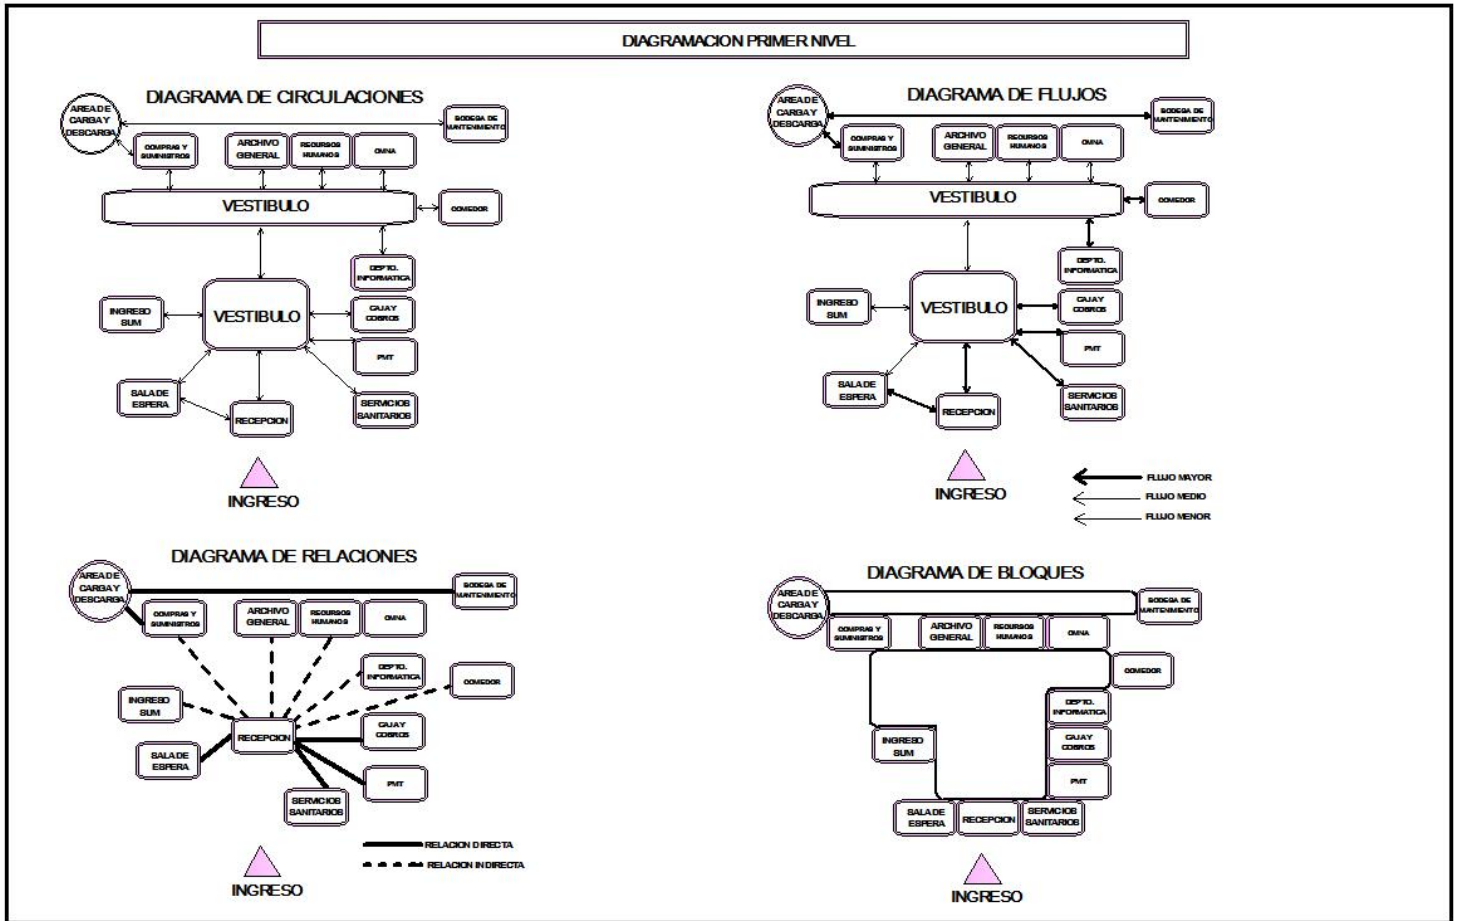 DIAGRAMACION PRIMER NIVEL
DIAGRAMA DE CIRCULACIONES
AREA DE
CARGA Y
DESCARGA
BODEGA DE
MANTENIMIENTO
COMPRAS Y
SUMINISTROS
ARCHIVO
GENERAL
RECURSOS
HUMANOS
OMNA
VESTIBULO
COMEDOR
DEPTO.
INFORMATICA
INGRESO
SUM
VESTIBULO
CAJA Y
COBROS
PMT
SALA DE
ESPERA
RECEPCION
SERVICIOS
SANITARIOS
INGRESO
DIAGRAMA DE FLUJOS
AREA DE
CARGA Y
DESCARGA
BODEGA DE
MANTENIMIENTO
COMPRAS Y
SUMINISTROS
ARCHIVO
GENERAL
RECURSOS
HUMANOS
OMNA
VESTIBULO
COMEDOR
DEPTO.
INFORMATICA
INGRESO
SUM
VESTIBULO
CAJA Y
COBROS
PMT
SALA DE
ESPERA
RECEPCION
SERVICIOS
SANITARIOS
INGRESO
FLUJO MAYOR
FLUJO MEDIO
FLUJO MENOR
DIAGRAMA DE RELACIONES
AREA DE
CARGA Y
DESCARGA
BODEGA DE
MANTENIMIENTO
COMPRAS Y
SUMINISTROS
ARCHIVO
GENERAL
RECURSOS
HUMANOS
OMNA
DEPTO.
INFORMATICA
COMEDOR
INGRESO
SUM
RECEPCION
CAJA Y
COBROS
SALA DE
ESPERA
PMT
SERVICIOS
SANITARIOS
INGRESO
RELACION DIRECTA
RELACION INDIRECTA
DIAGRAMA DE BLOQUES
AREA DE
CARGA Y
DESCARGA
BODEGA DE
MANTENIMIENTO
COMPRAS Y
SUMINISTROS
ARCHIVO
GENERAL
RECURSOS
HUMANOS
OMNA
COMEDOR
DEPTO.
INFORMATICA
INGRESO
SUM
CAJA Y
COBROS
PMT
SALA DE
ESPERA
RECEPCION
SERVICIOS
SANITARIOS
INGRESO